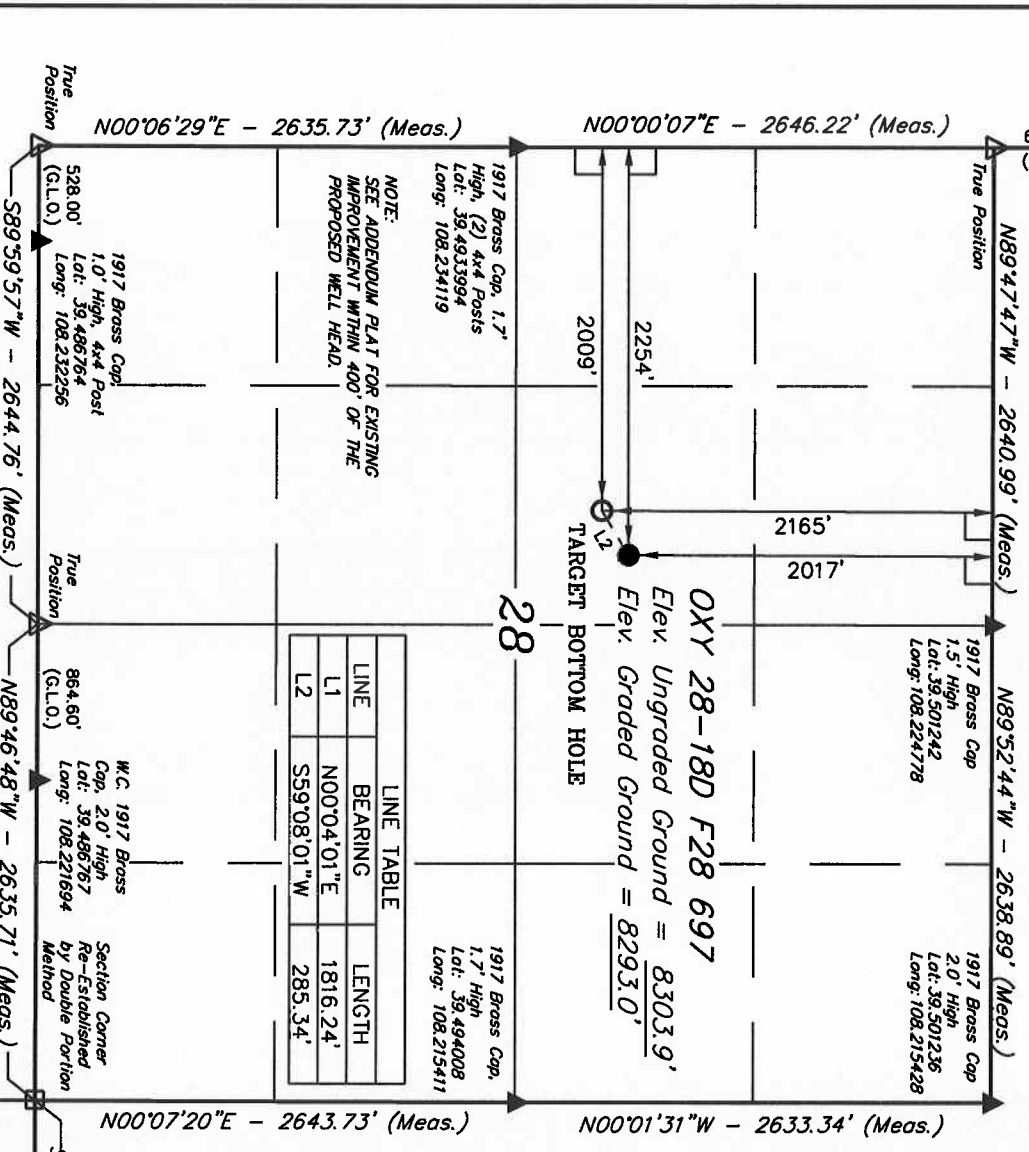 N89°47'47"W - 2640.99' (Meas.)
N89°52'44"W - 2638.89' (Meas.)
True Position
1917 Brass Cap
1.5' High
Lat: 39.501242
Long: 108.224778
1917 Brass Cap
2.0' High
Lat: 39.501236
Long: 108.215428
N00°00'07"E - 2646.22' (Meas.)
N00°01'31"W - 2633.34' (Meas.)
2165'
2017'
OXY 28-18D F28 697
Elev. Ungraded Ground = 8303.9'
Elev. Graded Ground = 8293.0'
2254'
2009'
L2
TARGET BOTTOM HOLE
28
1917 Brass Cap, 1.7'
High, (2) 4x4 Posts
Lat: 39.4933994
Long: 108.234119
1917 Brass Cap,
1.7' High
Lat: 39.494008
Long: 108.215411
NOTE:
SEE ADDENDUM PLAT FOR EXISTING
IMPROVEMENT WITHIN 400' OF THE
PROPOSED WELL HEAD.
LINE TABLE
LINE BEARING LENGTH
L1 N00°04'01"E 1816.24'
L2 S59°08'01"W 285.34'
N00°06'29"E - 2635.73' (Meas.)
N00°07'20"E - 2643.73' (Meas.)
True
Position
528.00'
(G.L.O.)
1917 Brass Cap,
1.0' High, 4x4 Post
Lat: 39.486764
Long: 108.232256
True
Position
864.60'
(G.L.O.)
W.C. 1917 Brass
Cap, 2.0' High
Lat: 39.486767
Long: 108.221694
Section Corner
Re-Established
by Double Portion
Method
S89°59'57"W - 2644.76' (Meas.)
N89°46'48"W - 2635.71' (Meas.)